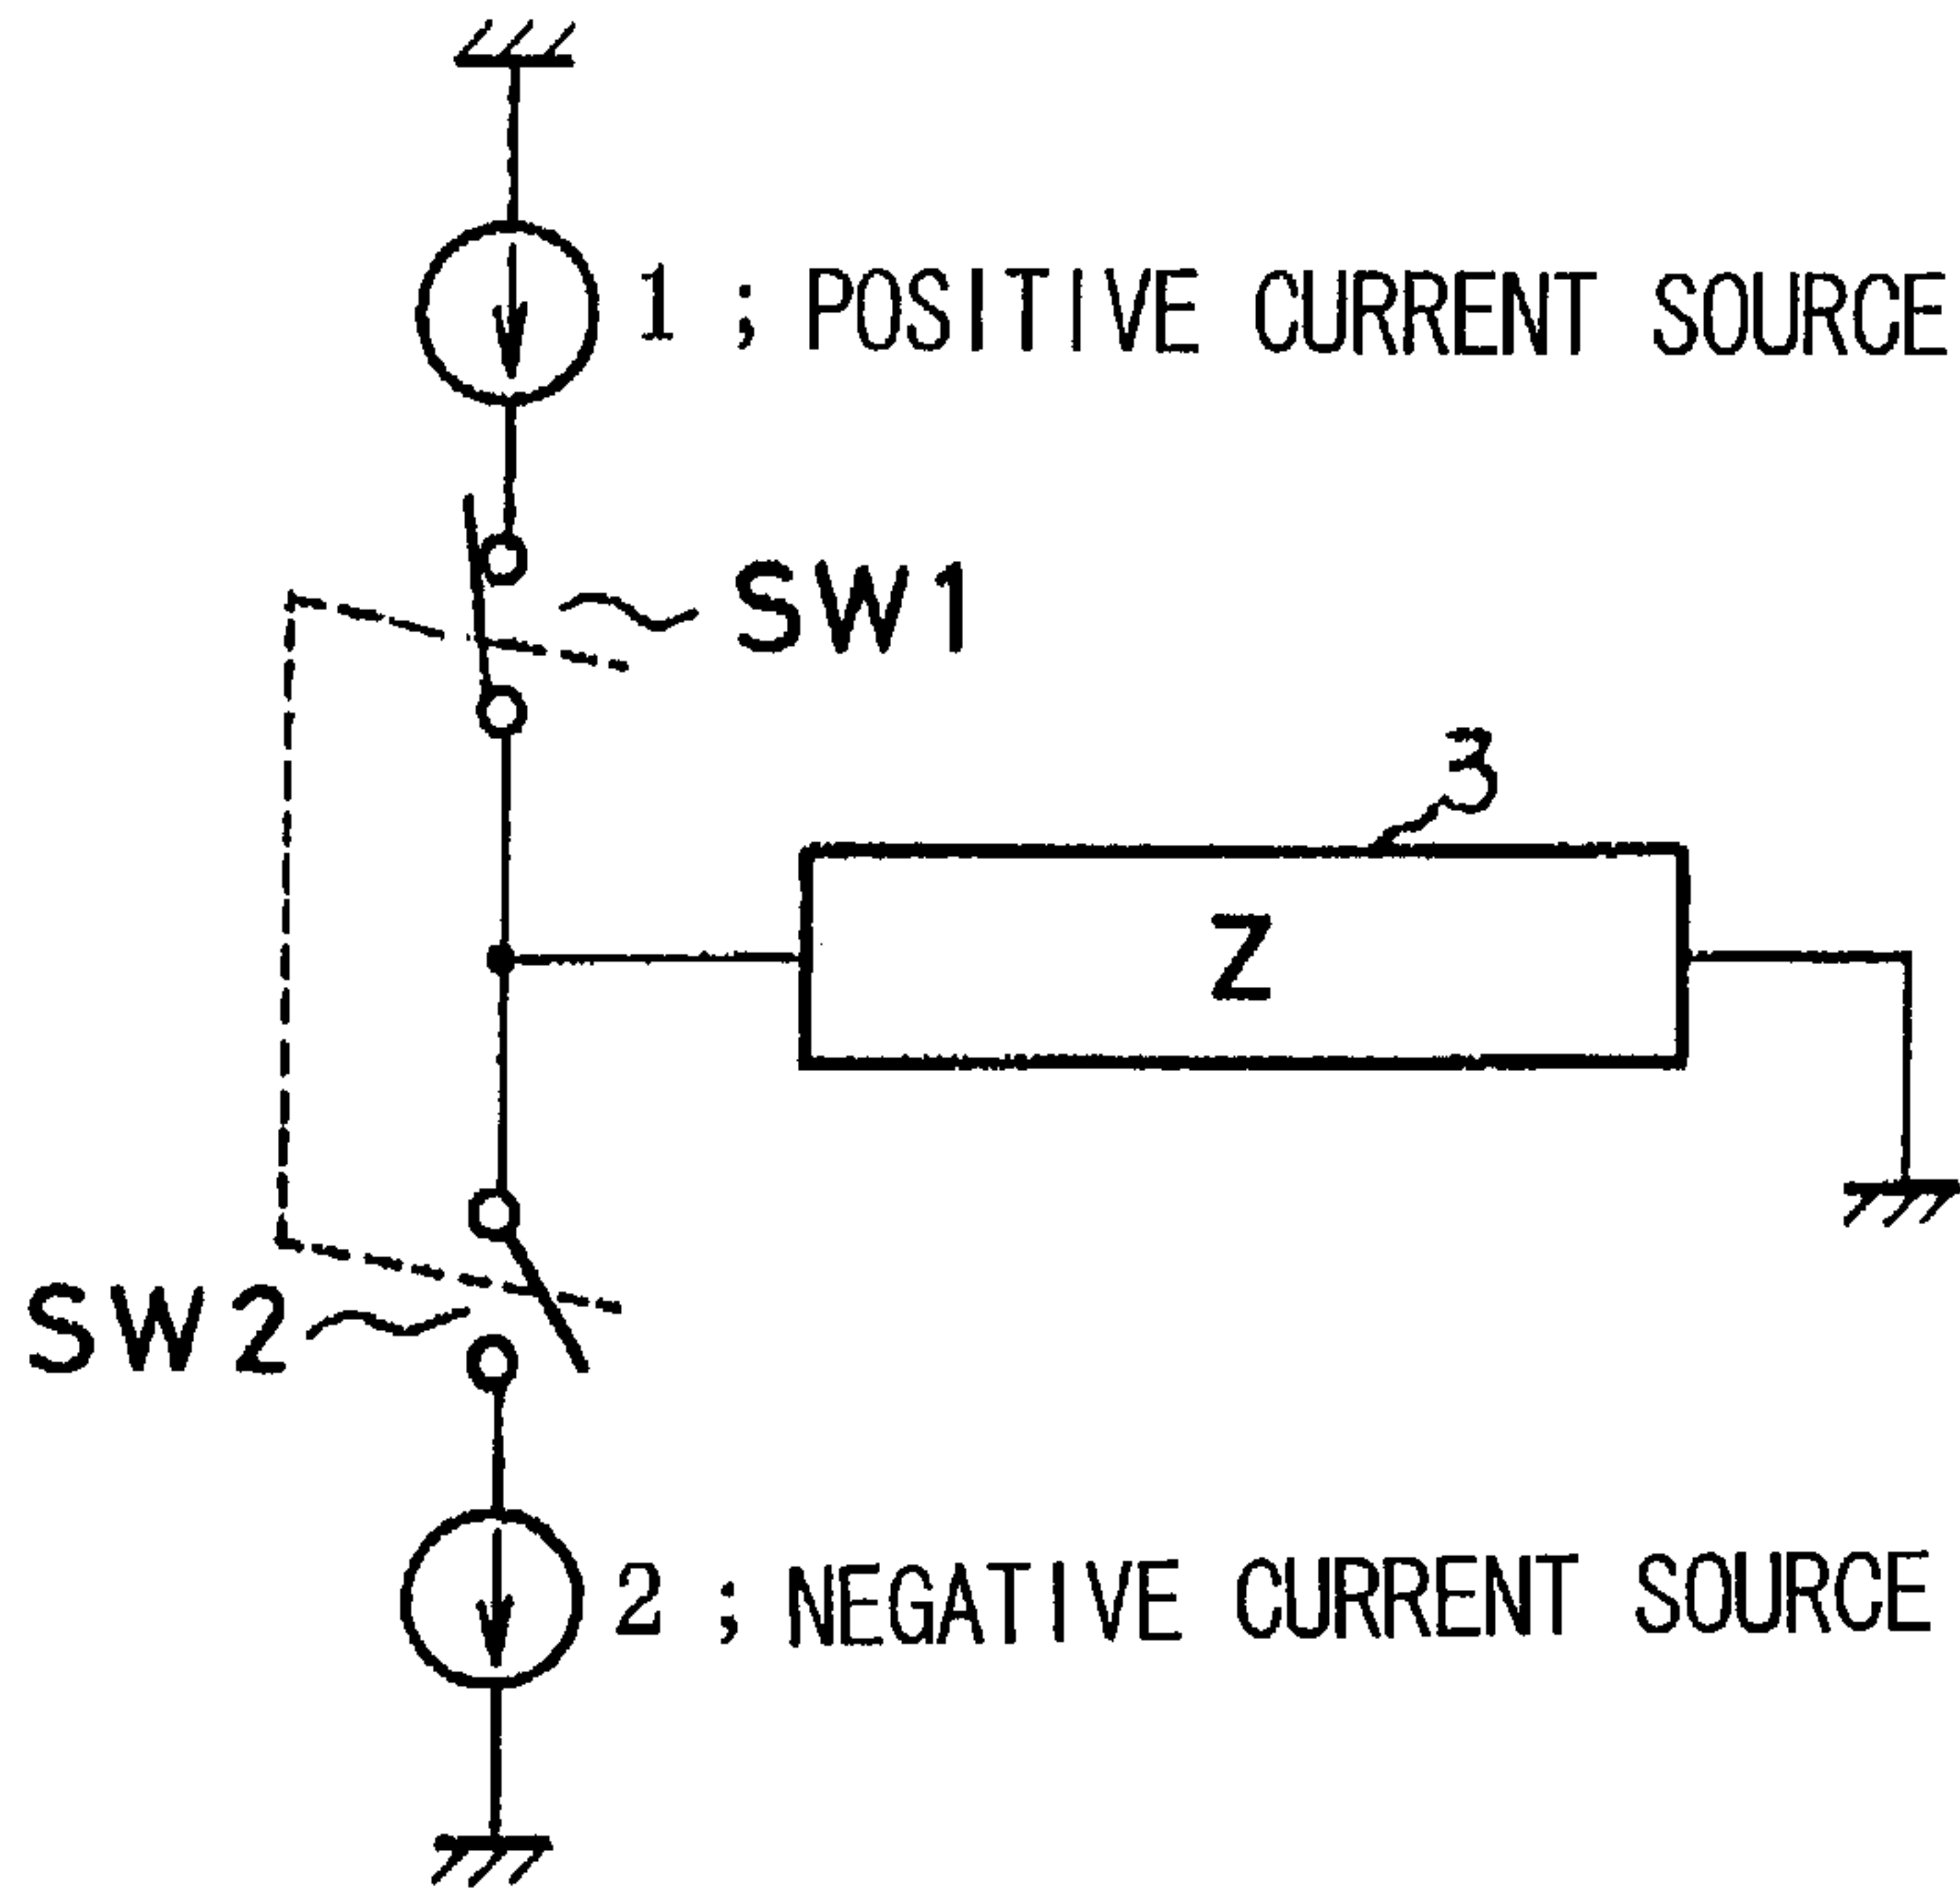 1 ; POSITIVE CURRENT SOURCE
SW1
3
Z
SW2
2 ; NEGATIVE CURRENT SOURCE